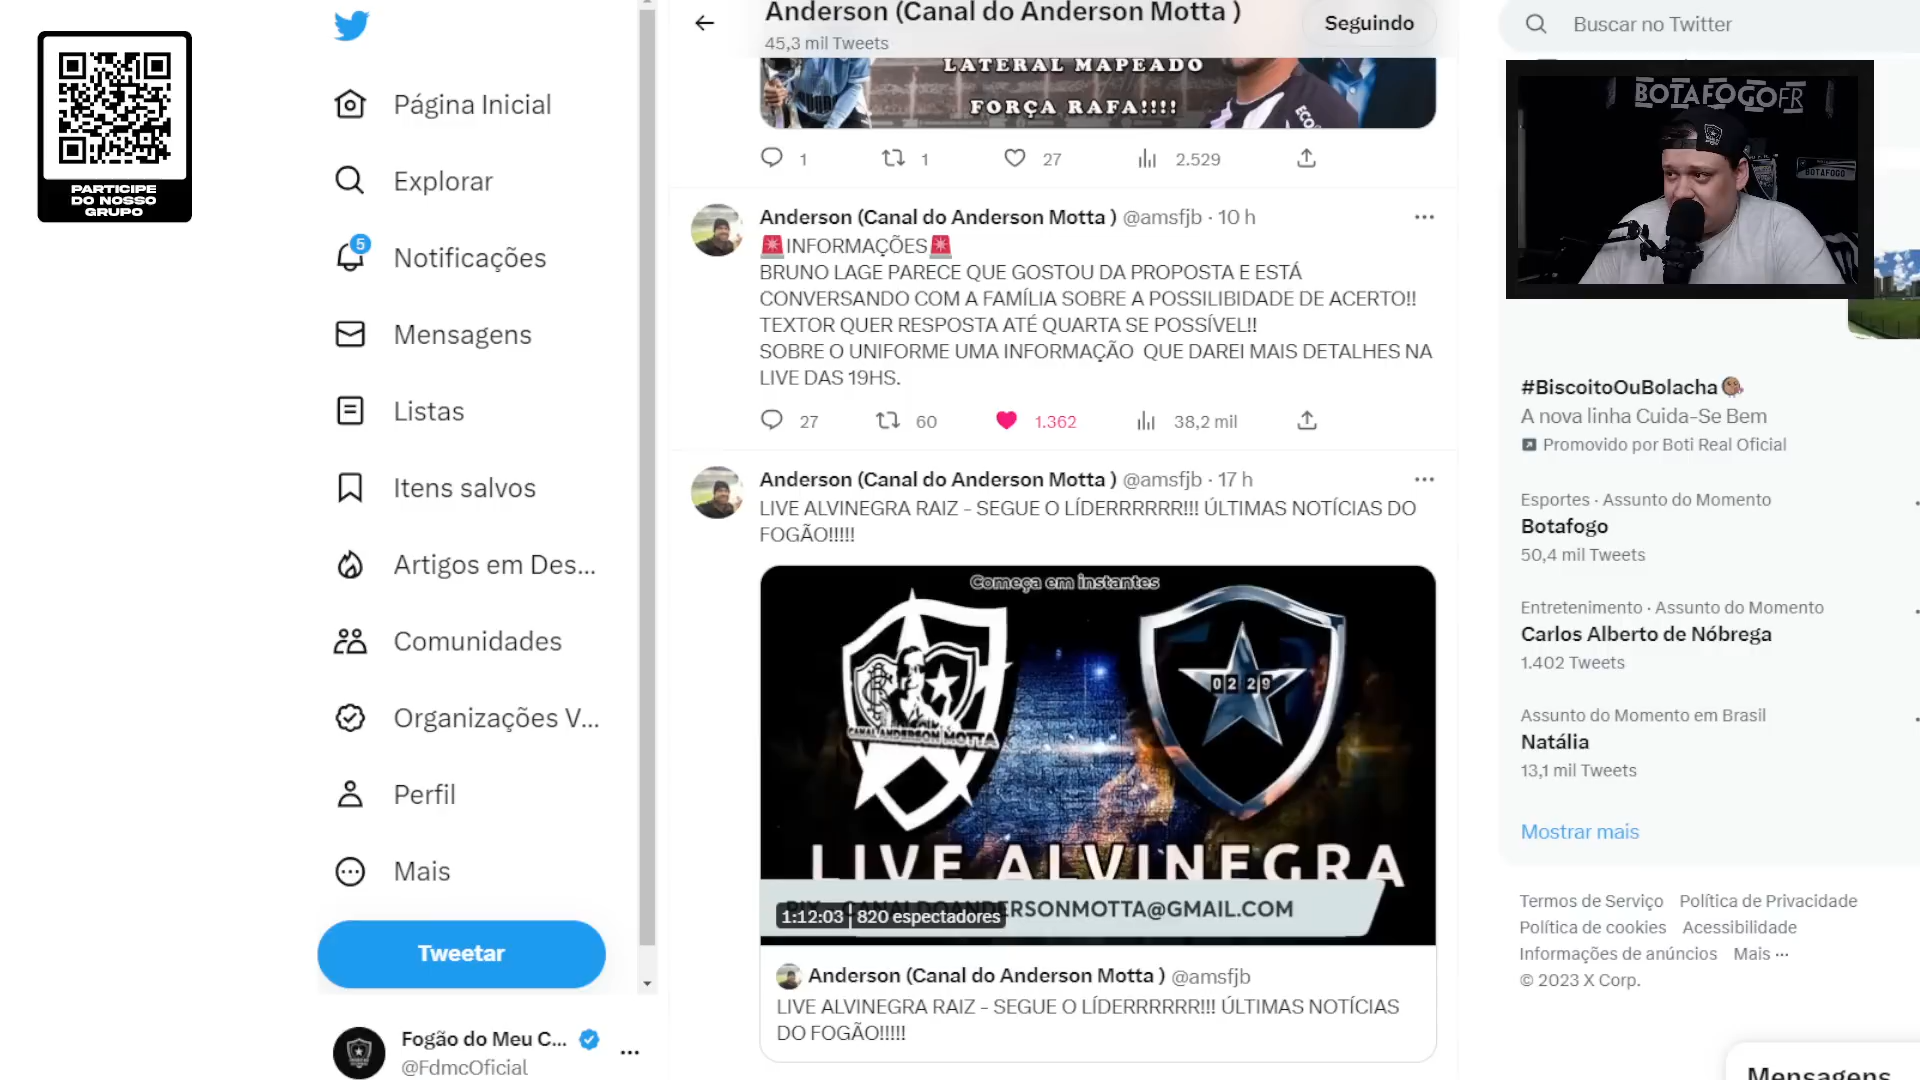 PARTICIPE
DO NOSSO
GRUPO
Página Inicial
Explorar
5
Notificações
Mensagens
Listas
Itens salvos
Artigos em Des...
Comunidades
Organizações V...
Perfil
Mais
Tweetar
Fogão do Meu C...
@FdmcOficial
Anderson (Canal do Anderson Motta )
45,3 mil Tweets
Seguindo
LATERAL MAPEADO
FORÇA RAFA!!!!
ECO
1
1
27
2.529
Anderson (Canal do Anderson Motta ) @amsfjb · 10 h
🚨INFORMAÇÕES🚨
BRUNO LAGE PARECE QUE GOSTOU DA PROPOSTA E ESTÁ
CONVERSANDO COM A FAMÍLIA SOBRE A POSSILIBIDADE DE ACERTO!!
TEXTOR QUER RESPOSTA ATÉ QUARTA SE POSSÍVEL!!
SOBRE O UNIFORME UMA INFORMAÇÃO  QUE DAREI MAIS DETALHES NA
LIVE DAS 19HS.
27
60
1.362
38,2 mil
Anderson (Canal do Anderson Motta ) @amsfjb · 17 h
LIVE ALVINEGRA RAIZ - SEGUE O LÍDERRRRRR!!! ÚLTIMAS NOTÍCIAS DO
FOGÃO!!!!!
Começa em instantes
CANAL ANDERSON MOTTA
02 29
LIVE ALVINEGRA
1:12:03 | 820 espectadores
ERSONMOTTA@GMAIL.COM
Anderson (Canal do Anderson Motta ) @amsfjb
LIVE ALVINEGRA RAIZ - SEGUE O LÍDERRRRRR!!! ÚLTIMAS NOTÍCIAS
DO FOGÃO!!!!!
Buscar no Twitter
BOTAFOGOFR
BOTAFOGO
#BiscoitoOuBolacha
A nova linha Cuida-Se Bem
Promovido por Boti Real Oficial
Esportes · Assunto do Momento
Botafogo
50,4 mil Tweets
Entretenimento · Assunto do Momento
Carlos Alberto de Nóbrega
1.402 Tweets
Assunto do Momento em Brasil
Natália
13,1 mil Tweets
Mostrar mais
Termos de Serviço Política de Privacidade
Política de cookies Acessibilidade
Informações de anúncios Mais ···
© 2023 X Corp.
Mensagens